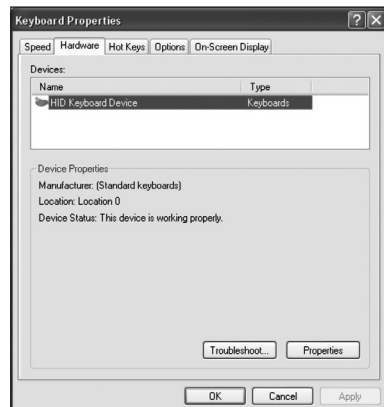 Keyboard Properties
Speed Hardware Hot Keys Options On-Screen Display
Devices:
Name Type
HID Keyboard Device Keyboards
Device Properties
Manufacturer: (Standard keyboards)
Location: Location 0
Device Status: This device is working properly.
Troubleshoot... Properties
OK Cancel Apply